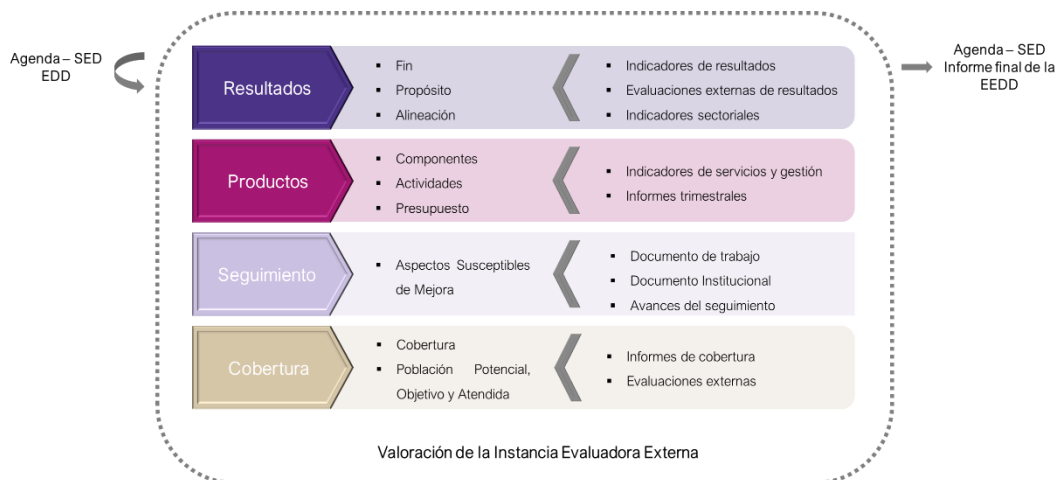 Agenda – SED
EDD
Resultados
▪ Fin
▪ Propósito
▪ Alineación
▪ Indicadores de resultados
▪ Evaluaciones externas de resultados
▪ Indicadores sectoriales
Agenda – SED
Informe final de la
EEDD
Productos
▪ Componentes
▪ Actividades
▪ Presupuesto
▪ Indicadores de servicios y gestión
▪ Informes trimestrales
Seguimiento
▪ Aspectos Susceptibles
de Mejora
▪ Documento de trabajo
▪ Documento Institucional
▪ Avances del seguimiento
Cobertura
▪ Cobertura
▪ Población Potencial,
Objetivo y Atendida
▪ Informes de cobertura
▪ Evaluaciones externas
Valoración de la Instancia Evaluadora Externa